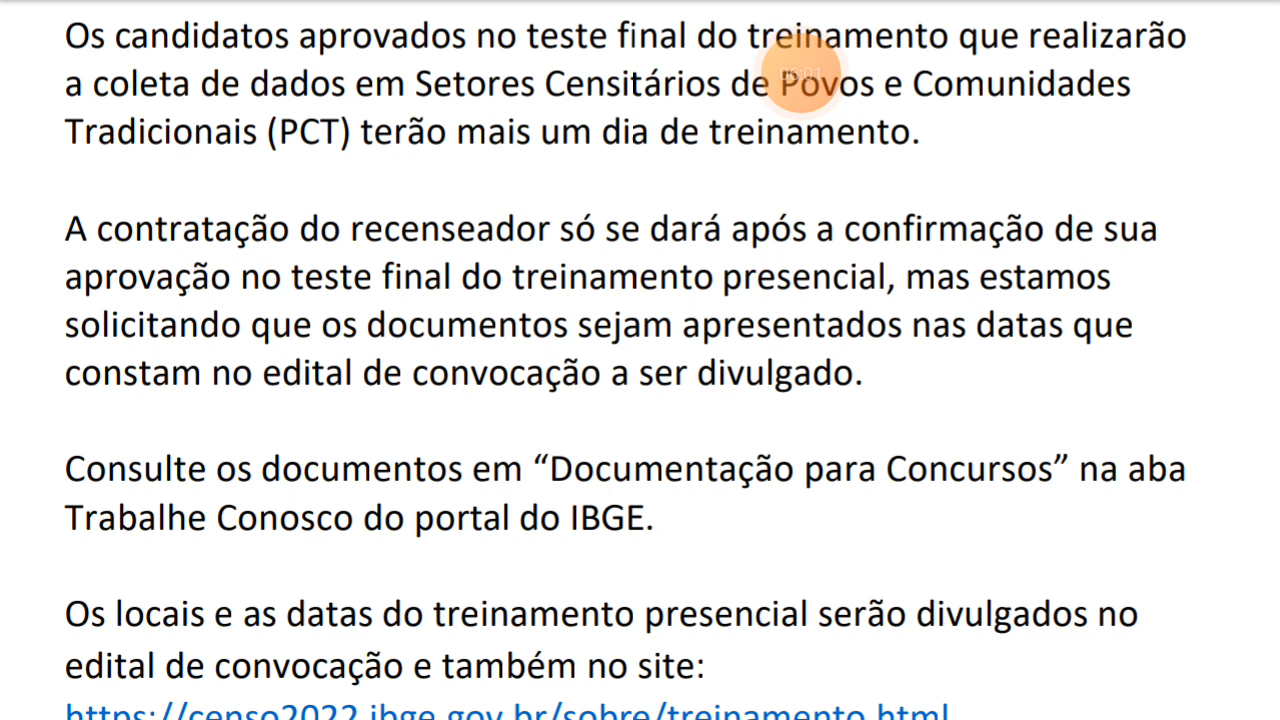 Os candidatos aprovados no teste final do treinamento que realizarão
a coleta de dados em Setores Censitários de Povos e Comunidades
Tradicionais (PCT) terão mais um dia de treinamento.
A contratação do recenseador só se dará após a confirmação de sua
aprovação no teste final do treinamento presencial, mas estamos
solicitando que os documentos sejam apresentados nas datas que
constam no edital de convocação a ser divulgado.
Consulte os documentos em “Documentação para Concursos” na aba
Trabalhe Conosco do portal do IBGE.
Os locais e as datas do treinamento presencial serão divulgados no
edital de convocação e também no site:
https://censo2022.ibge.gov.br/sobre/treinamento.html